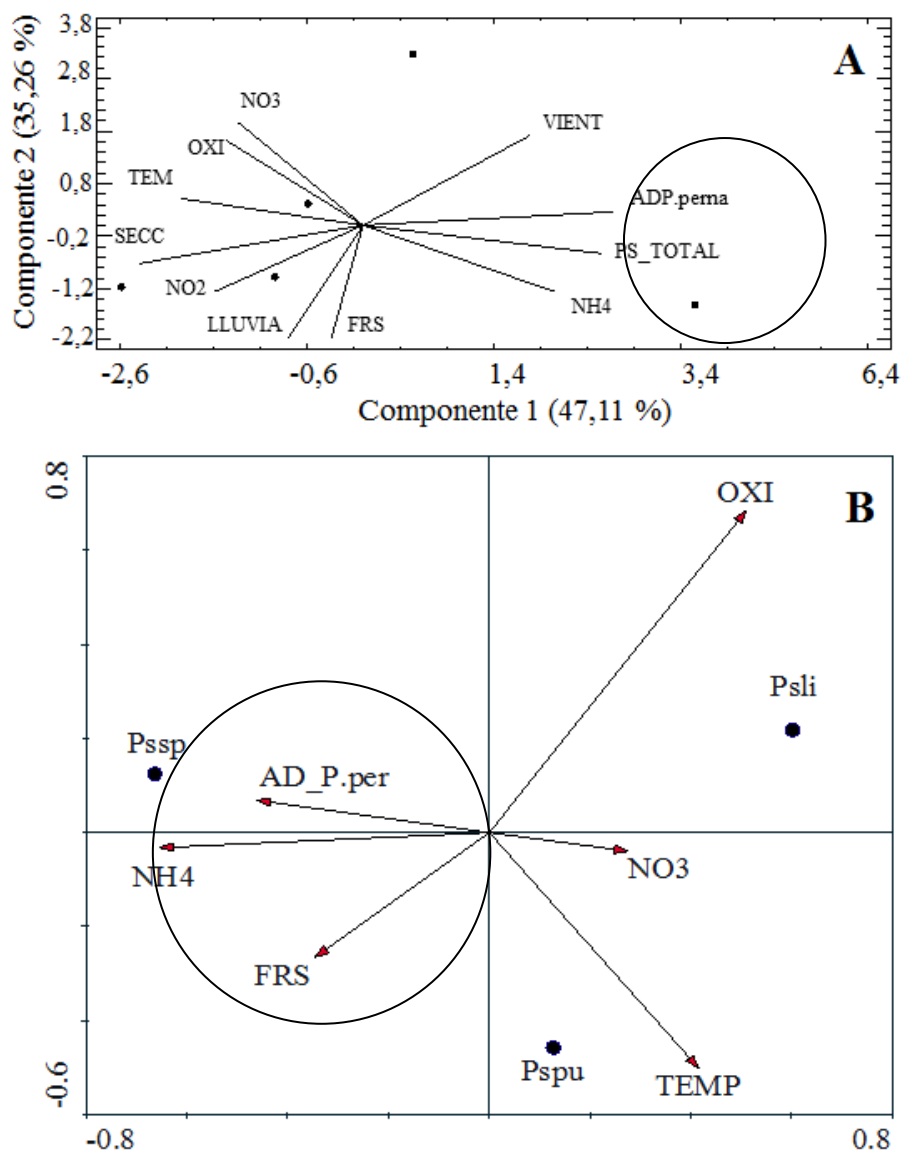 Componente 2 (35,26 %)
3,8
2,8
1,8
0,8
-0,2
-1,2
-2,2
A
NO3
VIENT
OXI
TEM
ADP.perna
SECC
PS_TOTAL
NO2
NH4
LLUVIA
FRS
-2,6
-0,6
1,4
3,4
6,4
Componente 1 (47,11 %)
0.8
OXI
B
Psli
Pssp
AD_P.per
NH4
NO3
FRS
Pspu
TEMP
-0.6
-0.8
0.8